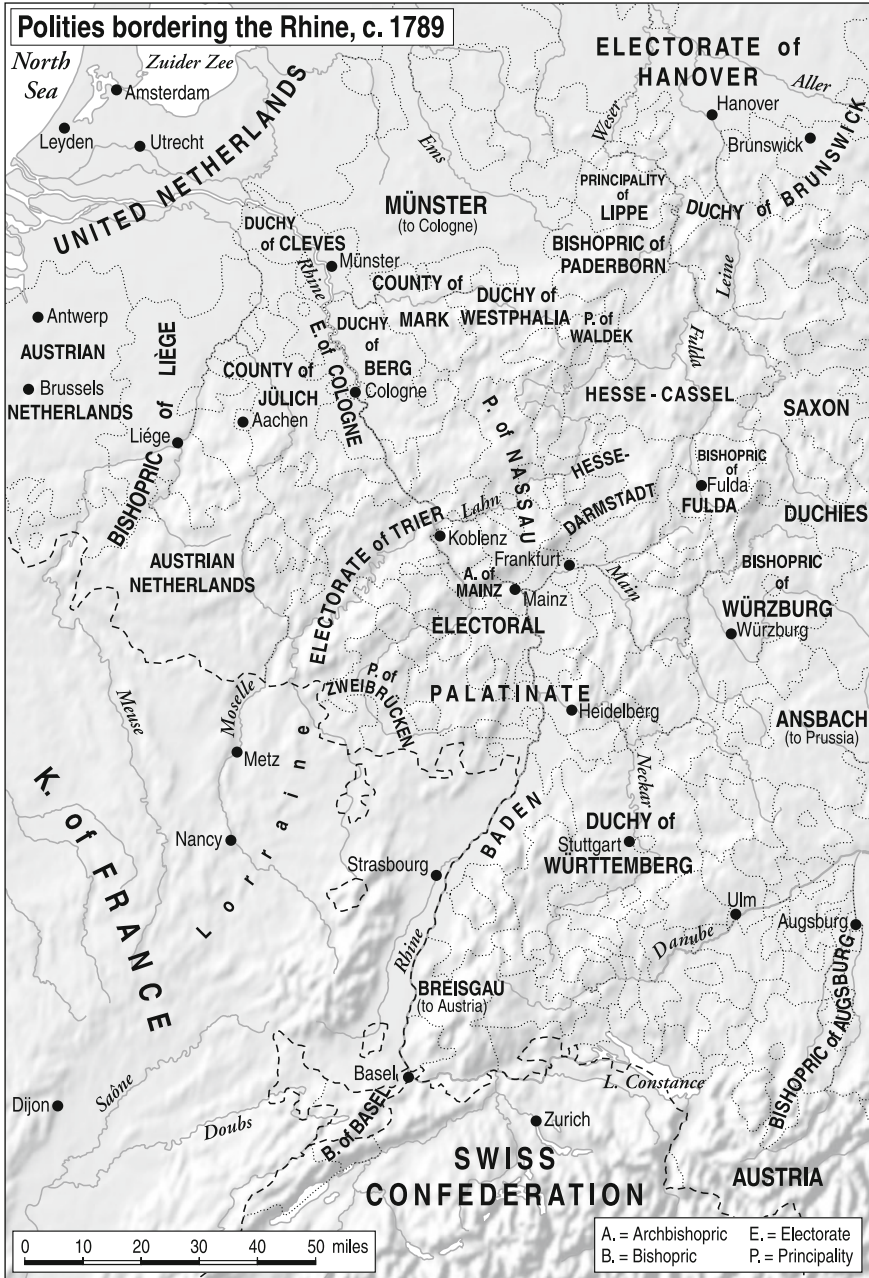 Polities bordering the Rhine, c. 1789
North
Sea
Zuider Zee
Amsterdam
Leyden
Utrecht
UNITED NETHERLANDS
Ems
Weser
ELECTORATE of
HANOVER
Aller
Hanover
Brunswick
DUCHY of BRUNSWICK
PRINCIPALITY
of
LIPPE
MÜNSTER
(to Cologne)
BISHOPRIC of
PADERBORN
Leine
DUCHY
of CLEVES
Rhine
Münster
COUNTY of
MARK
DUCHY of
WESTPHALIA
P. of
WALDEK
Fulda
Antwerp
AUSTRIAN
Brussels
NETHERLANDS
BISHOPRIC of LIÈGE
Liége
COUNTY of
JÜLICH
Aachen
E. of COLOGNE
DUCHY
of
BERG
Cologne
P. of NASSAU
HESSE-CASSEL
SAXON
DUCHIES
HESSE-
DARMSTADT
BISHOPRIC
of
Fulda
FULDA
Lahn
Koblenz
ELECTORATE of TRIER
AUSTRIAN
NETHERLANDS
Frankfurt
A. of
MAINZ
Mainz
Main
BISHOPRIC
of
WÜRZBURG
Würzburg
ELECTORAL
PALATINATE
P. of
ZWEIBRÜCKEN
Heidelberg
ANSBACH
(to Prussia)
Meuse
Moselle
Metz
Nancy
Lorraine
K. of FRANCE
Neckar
BADEN
DUCHY of
Stuttgart
WÜRTTEMBERG
Strasbourg
Rhine
Ulm
Danube
Augsburg
BISHOPRIC of AUGSBURG
BREISGAU
(to Austria)
Basel
B. of BASEL
L. Constance
Dijon
Saône
Doubs
Zurich
SWISS
CONFEDERATION
AUSTRIA
0 10 20 30 40 50 miles
A. = Archbishopric E. = Electorate
B. = Bishopric P. = Principality